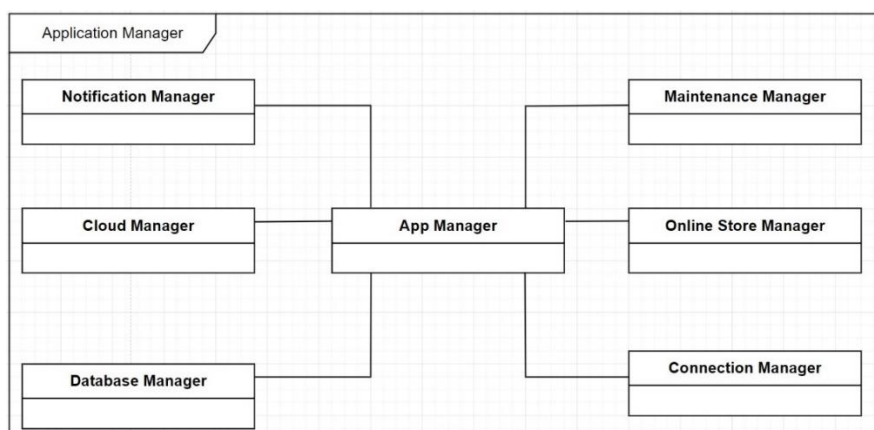 Application Manager
Notification Manager
Maintenance Manager
Cloud Manager
App Manager
Online Store Manager
Database Manager
Connection Manager